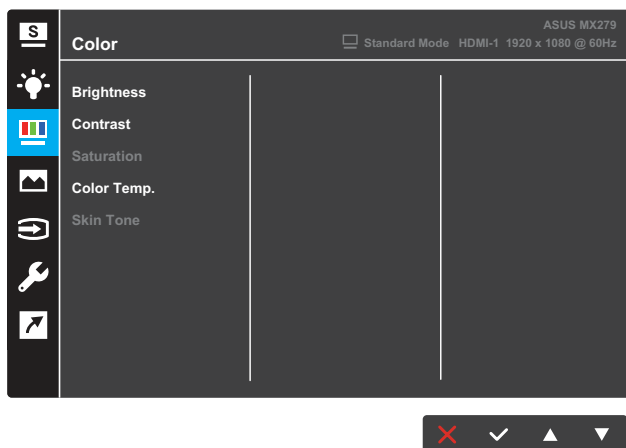 S
ASUS MX279
Color
Standard Mode HDMI-1 1920 x 1080 @ 60Hz
Brightness
Contrast
Saturation
Color Temp.
Skin Tone